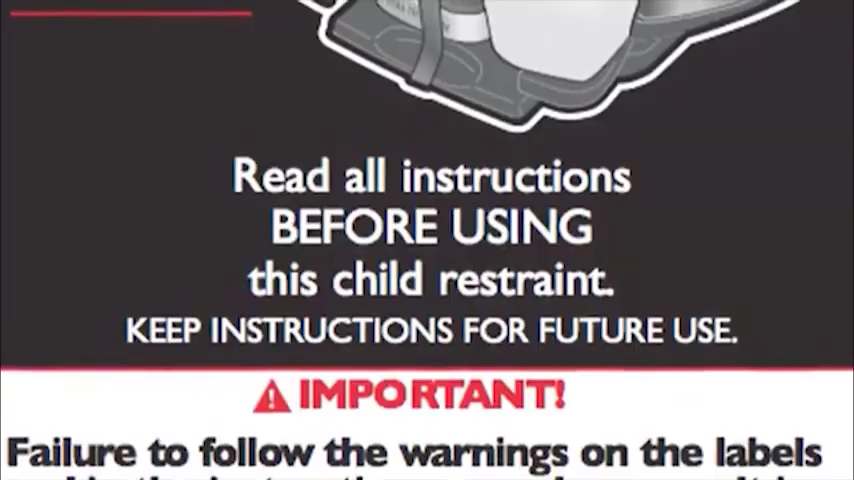 Read all instructions
BEFORE USING
this child restraint.
KEEP INSTRUCTIONS FOR FUTURE USE.
IMPORTANT!
Failure to follow the warnings on the labels